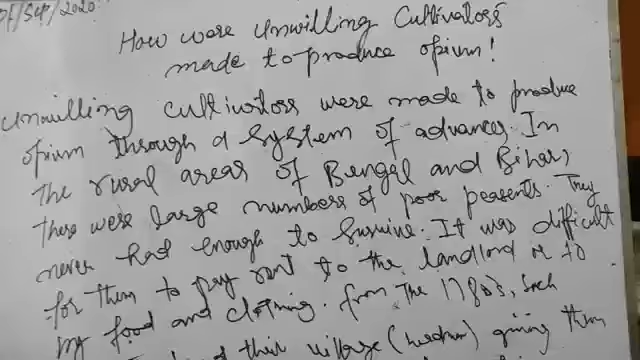 /Sep/2020
How were unwilling Cultivators
made to produce opium!
unwilling cultivators were made to produce
opium through a system of advances. In
the rural areas of Bengal and Bihar,
there were large numbers of poor peasents. They
never had enough to Survive. It was difficult
for them to pay rent to the landlord or to
by food and clothing. from the 1780s, such
their village (headmen) giving them